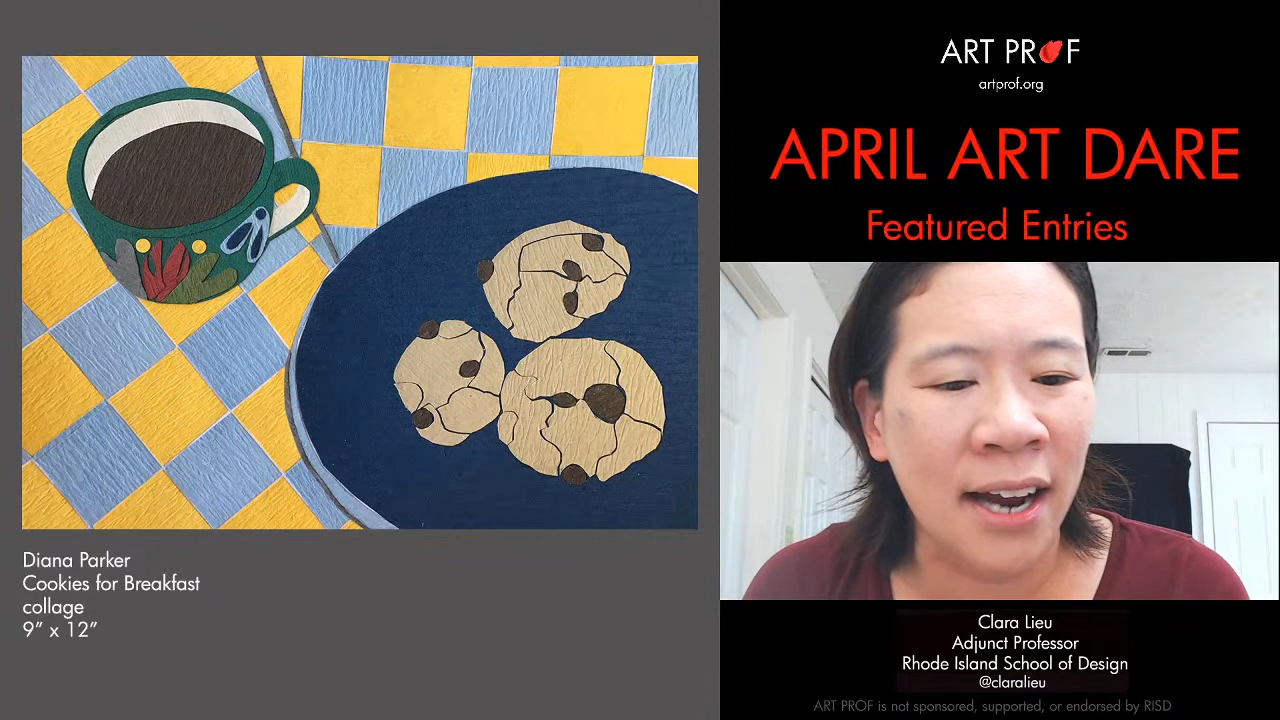 ART PROF
artprof.org
APRIL ART DARE
Featured Entries
Diana Parker
Cookies for Breakfast
collage
9” x 12”
Clara Lieu
Adjunct Professor
Rhode Island School of Design
@claralieu
ART PROF is not sponsored, supported, or endorsed by RISD